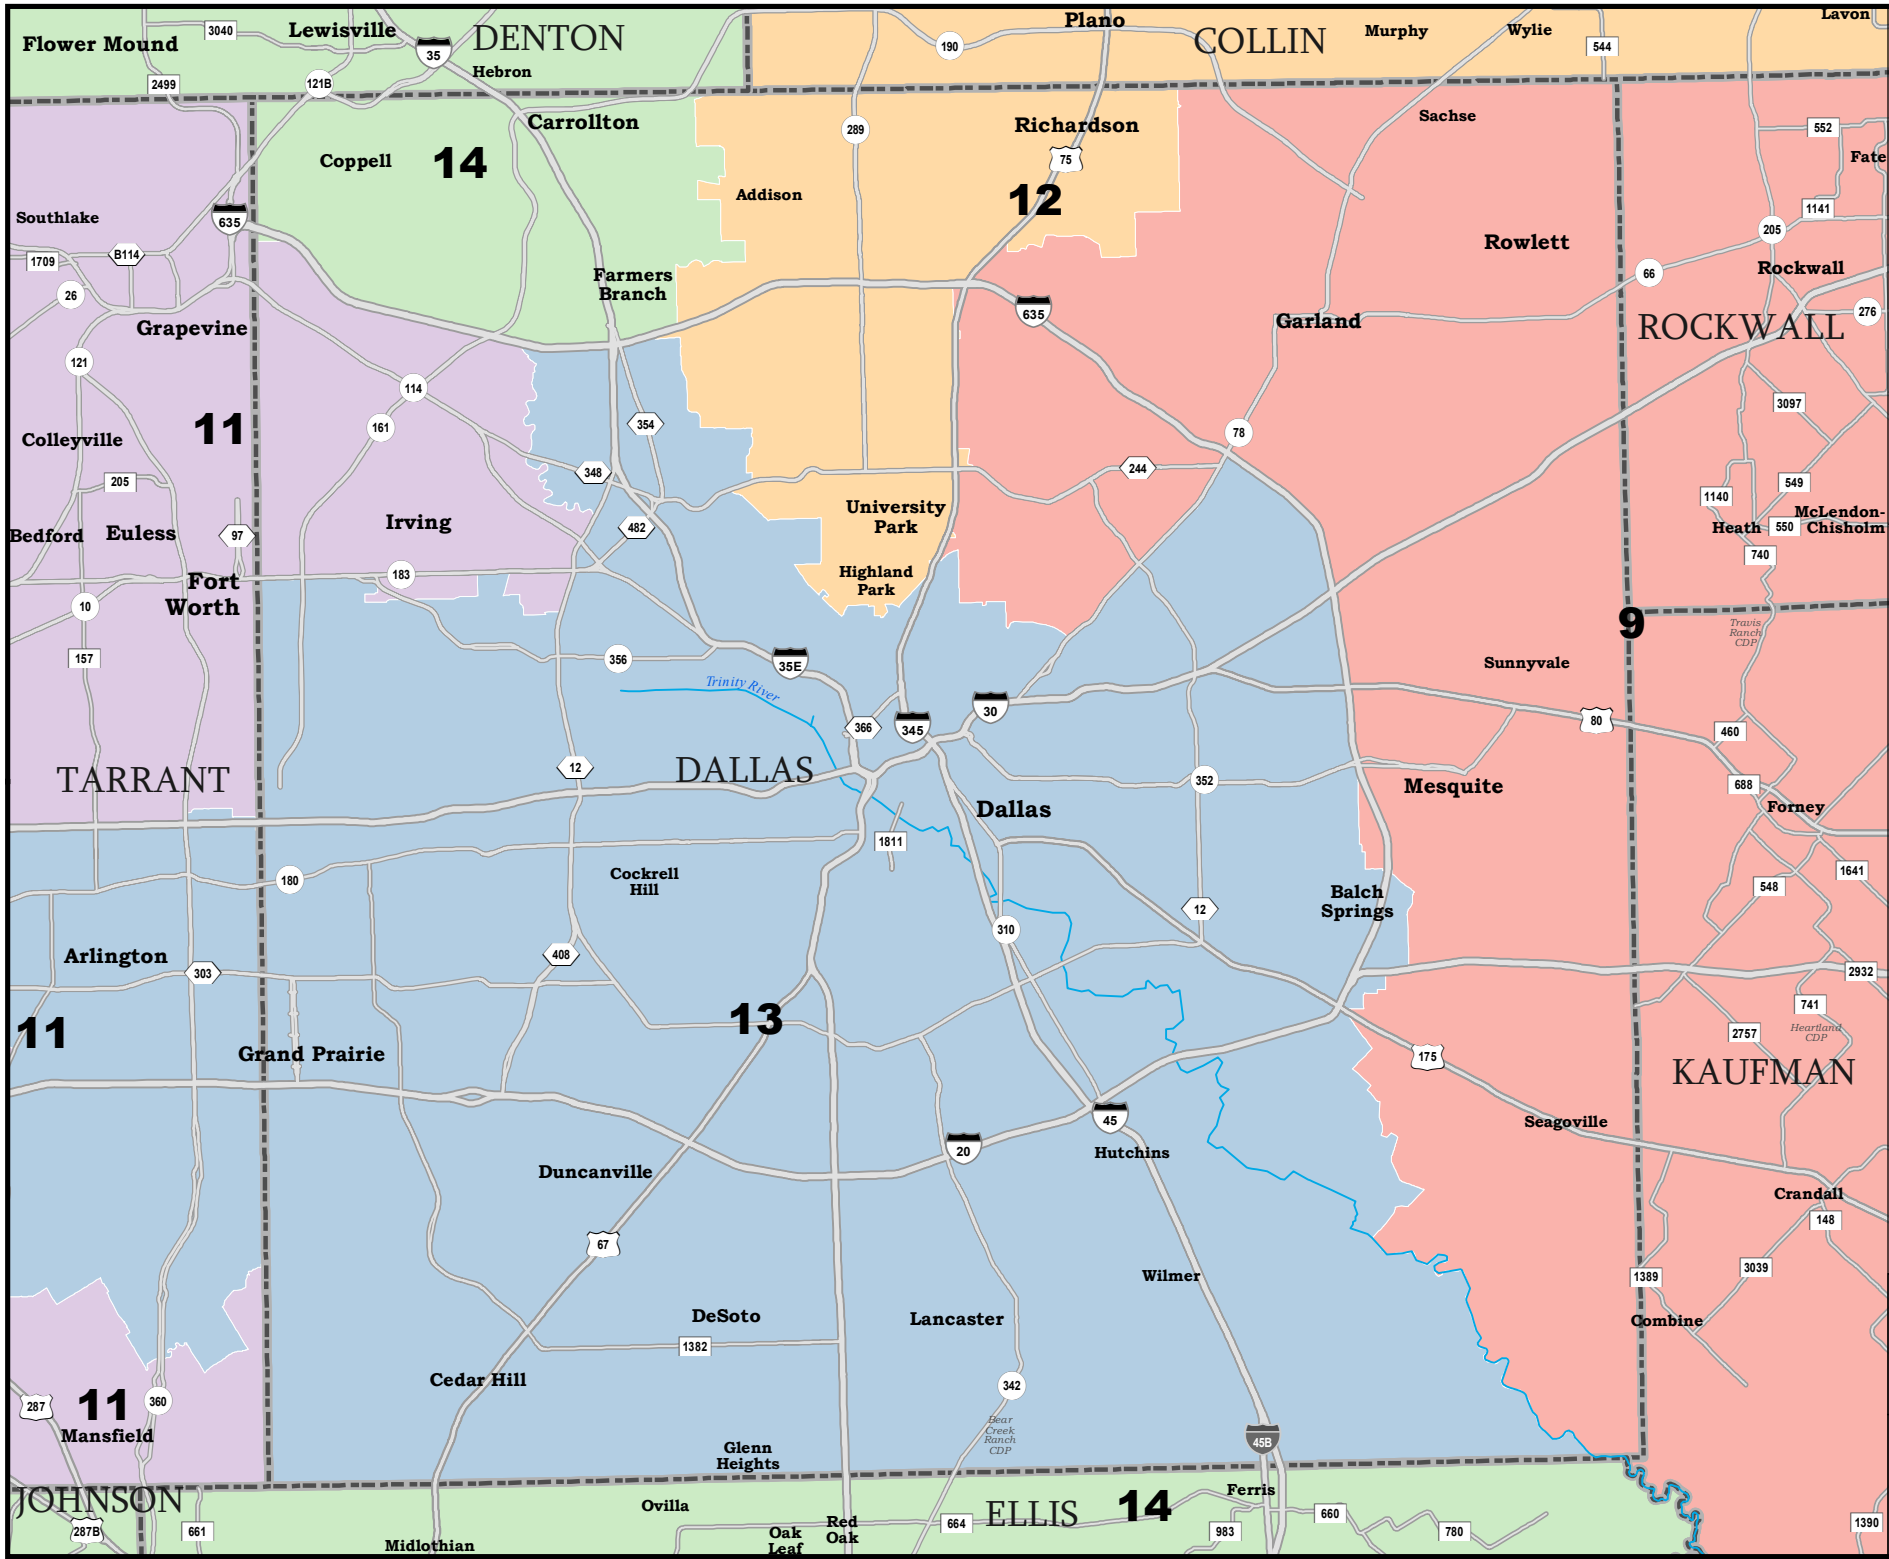 Lavon
Plano
COLLIN
Murphy
Wylie
3040
Lewisville
DENTON
Flower Mound
190
544
35
Hebron
2499
121B
Carrollton
289
Richardson
Sachse
552
Coppell
14
75
Fate
Addison
12
Southlake
635
1141
205
B114
1709
Rowlett
66
Rockwall
26
Farmers
Branch
635
Garland
276
Grapevine
ROCKWALL
121
114
3097
11
161
354
78
Colleyville
348
244
205
549
1140
University
Park
McLendon-
Chisholm
Irving
482
550
Heath
Bedford
Euless
97
740
183
Highland
Park
Fort
Worth
10
9
Travis
Ranch
CDP
157
356
35E
Sunnyvale
Trinity River
30
366
345
80
460
TARRANT
12
DALLAS
352
Mesquite
688
Dallas
Forney
1811
180
Cockrell
Hill
1641
548
Balch
Springs
12
310
Arlington
303
408
2932
13
741
11
Heartland
CDP
2757
Grand Prairie
175
KAUFMAN
45
Seagoville
20
Hutchins
Duncanville
Crandall
148
67
Wilmer
1389
3039
DeSoto
Lancaster
Combine
1382
Cedar Hill
342
287
11
360
Mansfield
Bear
Creek
Ranch
CDP
45B
Glenn
Heights
JOHNSON
Ovilla
Ferris
14
ELLIS
287B
661
Red
Oak
664
660
983
780
1390
Oak
Leaf
Midlothian